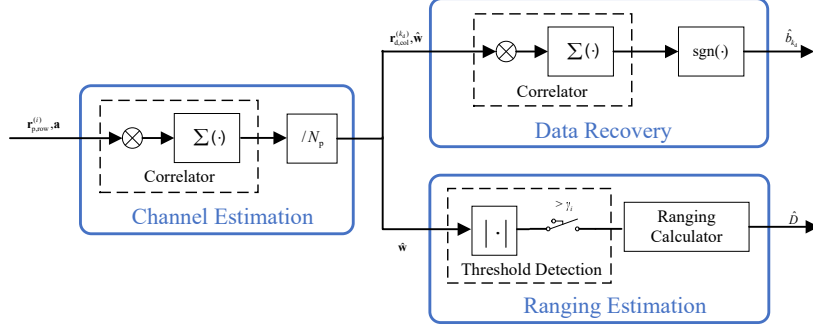 r_{p,row}^{(i)}, a
∑(·)
Correlator
/N_p
Channel Estimation
r_{d,col}^{(k_d)}, ŵ
∑(·)
Correlator
sgn(·)
b̂_{k_d}
Data Recovery
ŵ
|·|
> γ_i
Threshold Detection
Ranging
Calculator
D̂
Ranging Estimation